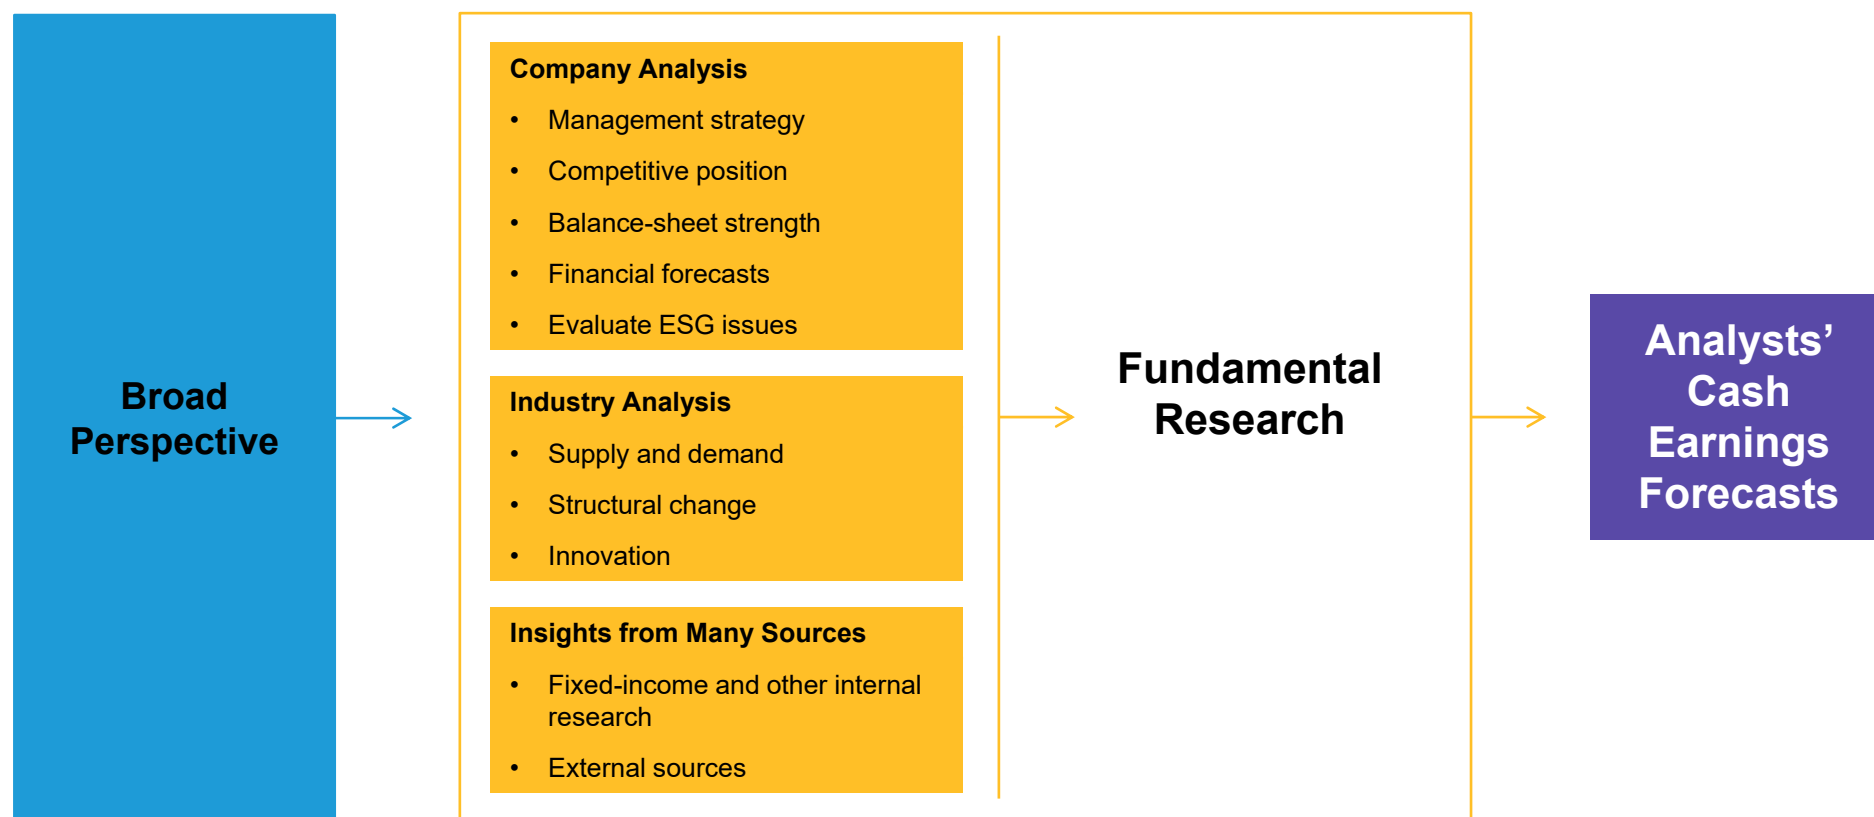 Broad
Perspective
Company Analysis
• Management strategy
• Competitive position
• Balance-sheet strength
• Financial forecasts
• Evaluate ESG issues
Industry Analysis
• Supply and demand
• Structural change
• Innovation
Insights from Many Sources
• Fixed-income and other internal
research
• External sources
Fundamental
Research
Analysts’
Cash
Earnings
Forecasts